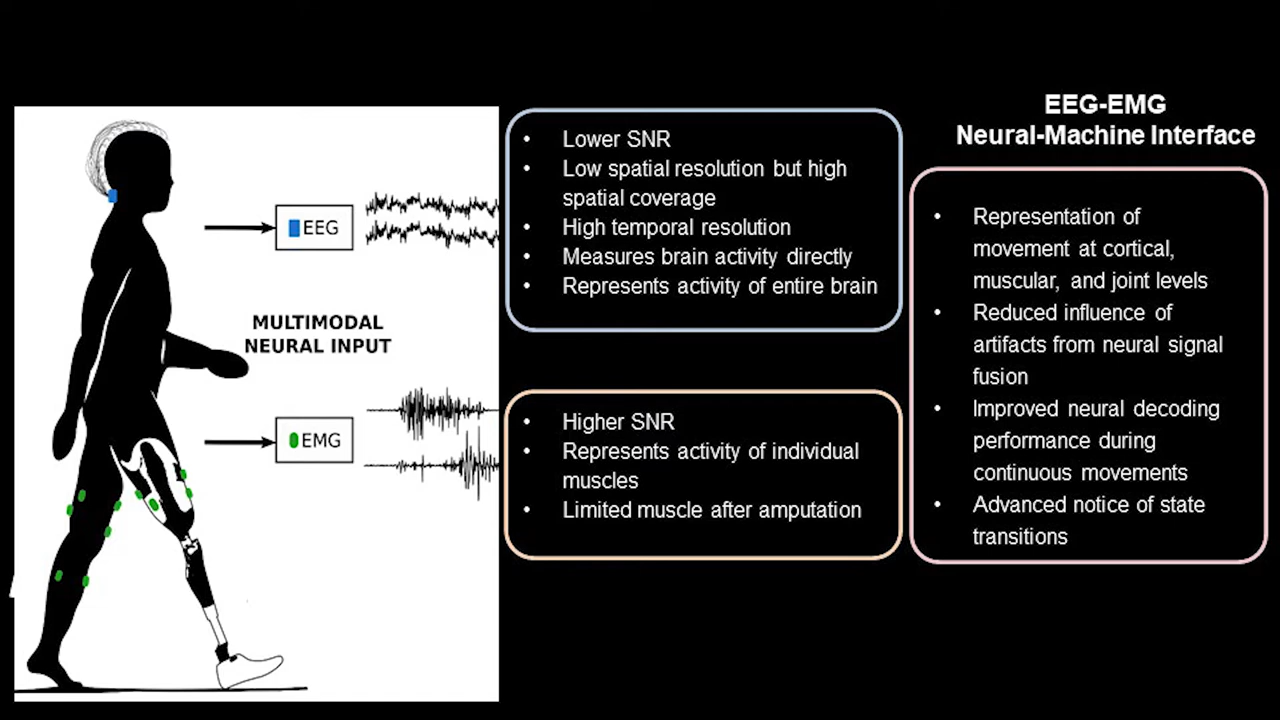 EEG
MULTIMODAL
NEURAL INPUT
EMG
• Lower SNR
• Low spatial resolution but high
spatial coverage
• High temporal resolution
• Measures brain activity directly
• Represents activity of entire brain
• Higher SNR
• Represents activity of individual
muscles
• Limited muscle after amputation
EEG-EMG
Neural-Machine Interface
• Representation of
movement at cortical,
muscular, and joint levels
• Reduced influence of
artifacts from neural signal
fusion
• Improved neural decoding
performance during
continuous movements
• Advanced notice of state
transitions